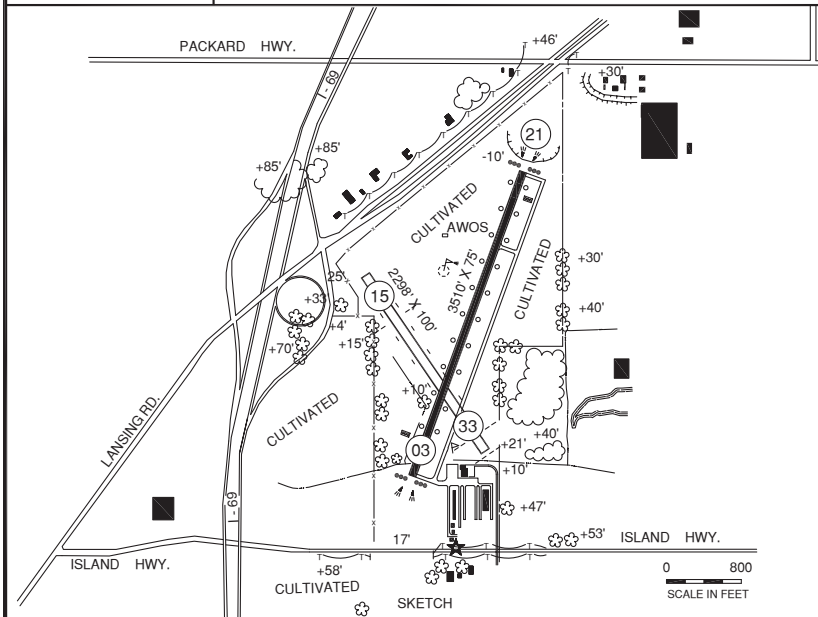 +46'
PACKARD HWY.
+30'
I - 69
+85'
+85'
21
-10'
CULTIVATED
AWOS
CULTIVATED
+30'
25'
15
2298' X 100'
3510' X 75'
+33'
+4'
+40'
+70'
+15'
+10'
CULTIVATED
LANSING RD.
33
03
+21'
+40'
+10'
I - 69
+47'
17'
+53'
ISLAND HWY.
ISLAND HWY.
+58'
CULTIVATED
0 800
SCALE IN FEET
SKETCH